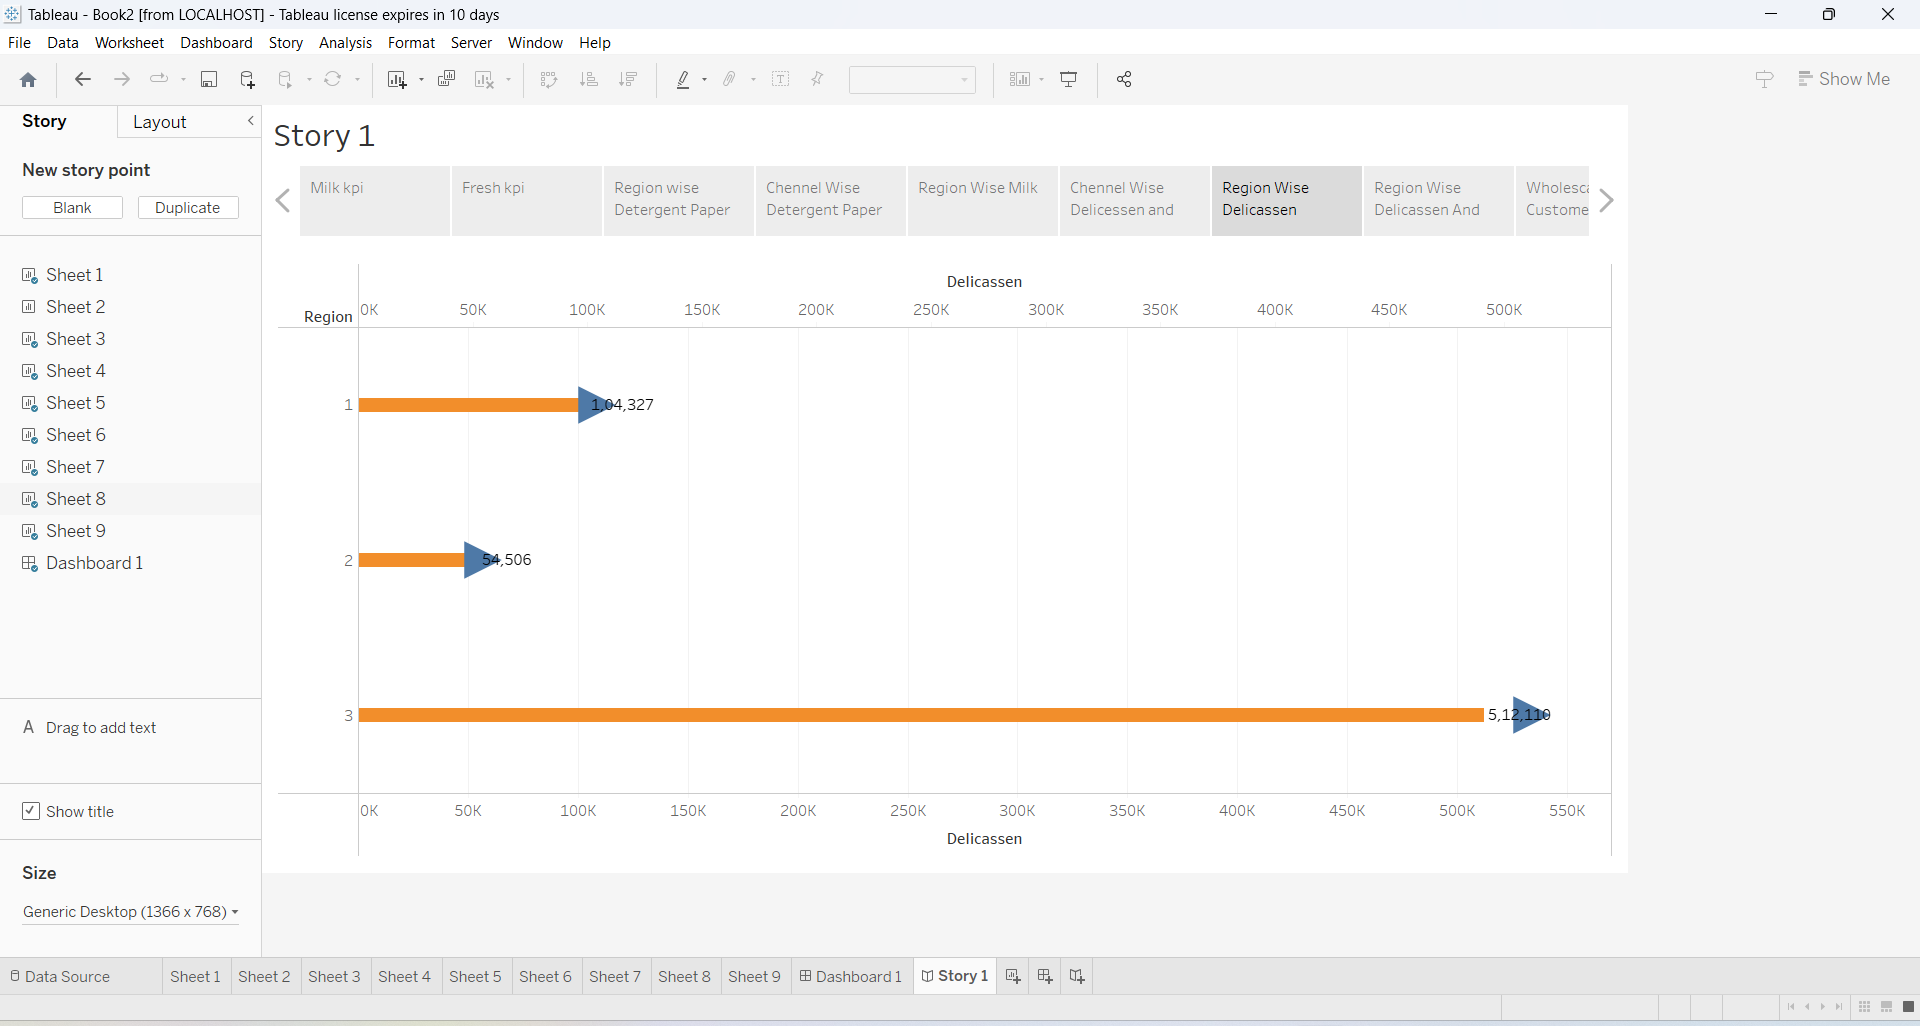 Tableau - Book2 [from LOCALHOST] - Tableau license expires in 10 days
File Data Worksheet Dashboard Story Analysis Format Server Window Help
Show Me
Story Layout
New story point
Blank Duplicate
Sheet 1
Sheet 2
Sheet 3
Sheet 4
Sheet 5
Sheet 6
Sheet 7
Sheet 8
Sheet 9
Dashboard 1
A Drag to add text
Show title
Size
Generic Desktop (1366 x 768)
Story 1
Milk kpi
Fresh kpi
Region wise
Detergent Paper
Chennel Wise
Detergent Paper
Region Wise Milk
Chennel Wise
Delicessen and
Region Wise
Delicassen
Region Wise
Delicassen And
Wholesca
Custome
Delicassen
Region 0K 50K 100K 150K 200K 250K 300K 350K 400K 450K 500K
1 1,04,327
2 54,506
3 5,12,110
0K 50K 100K 150K 200K 250K 300K 350K 400K 450K 500K 550K
Delicassen
Data Source Sheet 1 Sheet 2 Sheet 3 Sheet 4 Sheet 5 Sheet 6 Sheet 7 Sheet 8 Sheet 9 Dashboard 1 Story 1